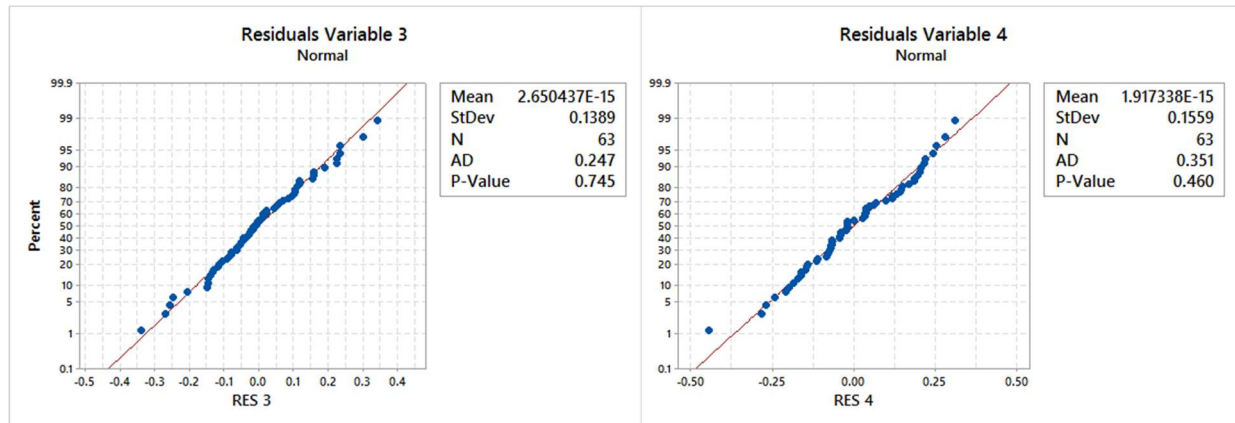 Residuals Variable 3
Normal
99.9
99
95
90
80
70
60
50
40
30
20
10
5
1
0.1
Percent
-0.5 -0.4 -0.3 -0.2 -0.1 0.0 0.1 0.2 0.3 0.4
RES 3
Mean 2.650437E-15
StDev 0.1389
N 63
AD 0.247
P-Value 0.745
Residuals Variable 4
Normal
99.9
99
95
90
80
70
60
50
40
30
20
10
5
1
0.1
-0.50 -0.25 0.00 0.25 0.50
RES 4
Mean 1.917338E-15
StDev 0.1559
N 63
AD 0.351
P-Value 0.460